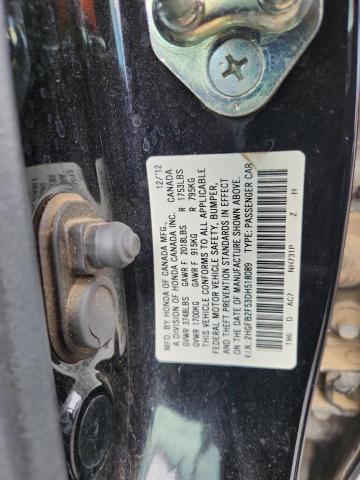 MFD. BY HONDA OF CANADA MFG., 12/12
A DIVISION OF HONDA CANADA INC. CANADA
GVWR 3748LBS GAWR F 2018LBS R 1753LBS
GVWR 1700KG GAWR F 915KG R 795KG
THIS VEHICLE CONFORMS TO ALL APPLICABLE
FEDERAL MOTOR VEHICLE SAFETY, BUMPER,
AND THEFT PREVENTION STANDARDS IN EFFECT
ON THE DATE OF MANUFACTURE SHOWN ABOVE.
V.I.N.:2HGFB2F53DH518089 TYPE:PASSENGER CAR
TR6 D AC7 NH731P Z H